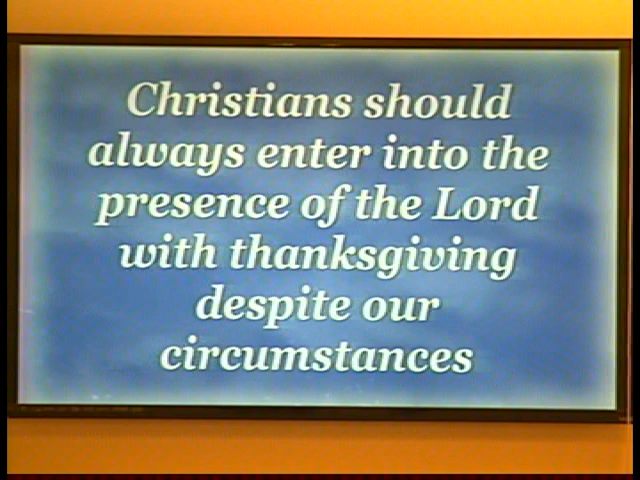 Christians should
always enter into the
presence of the Lord
with thanksgiving
despite our
circumstances